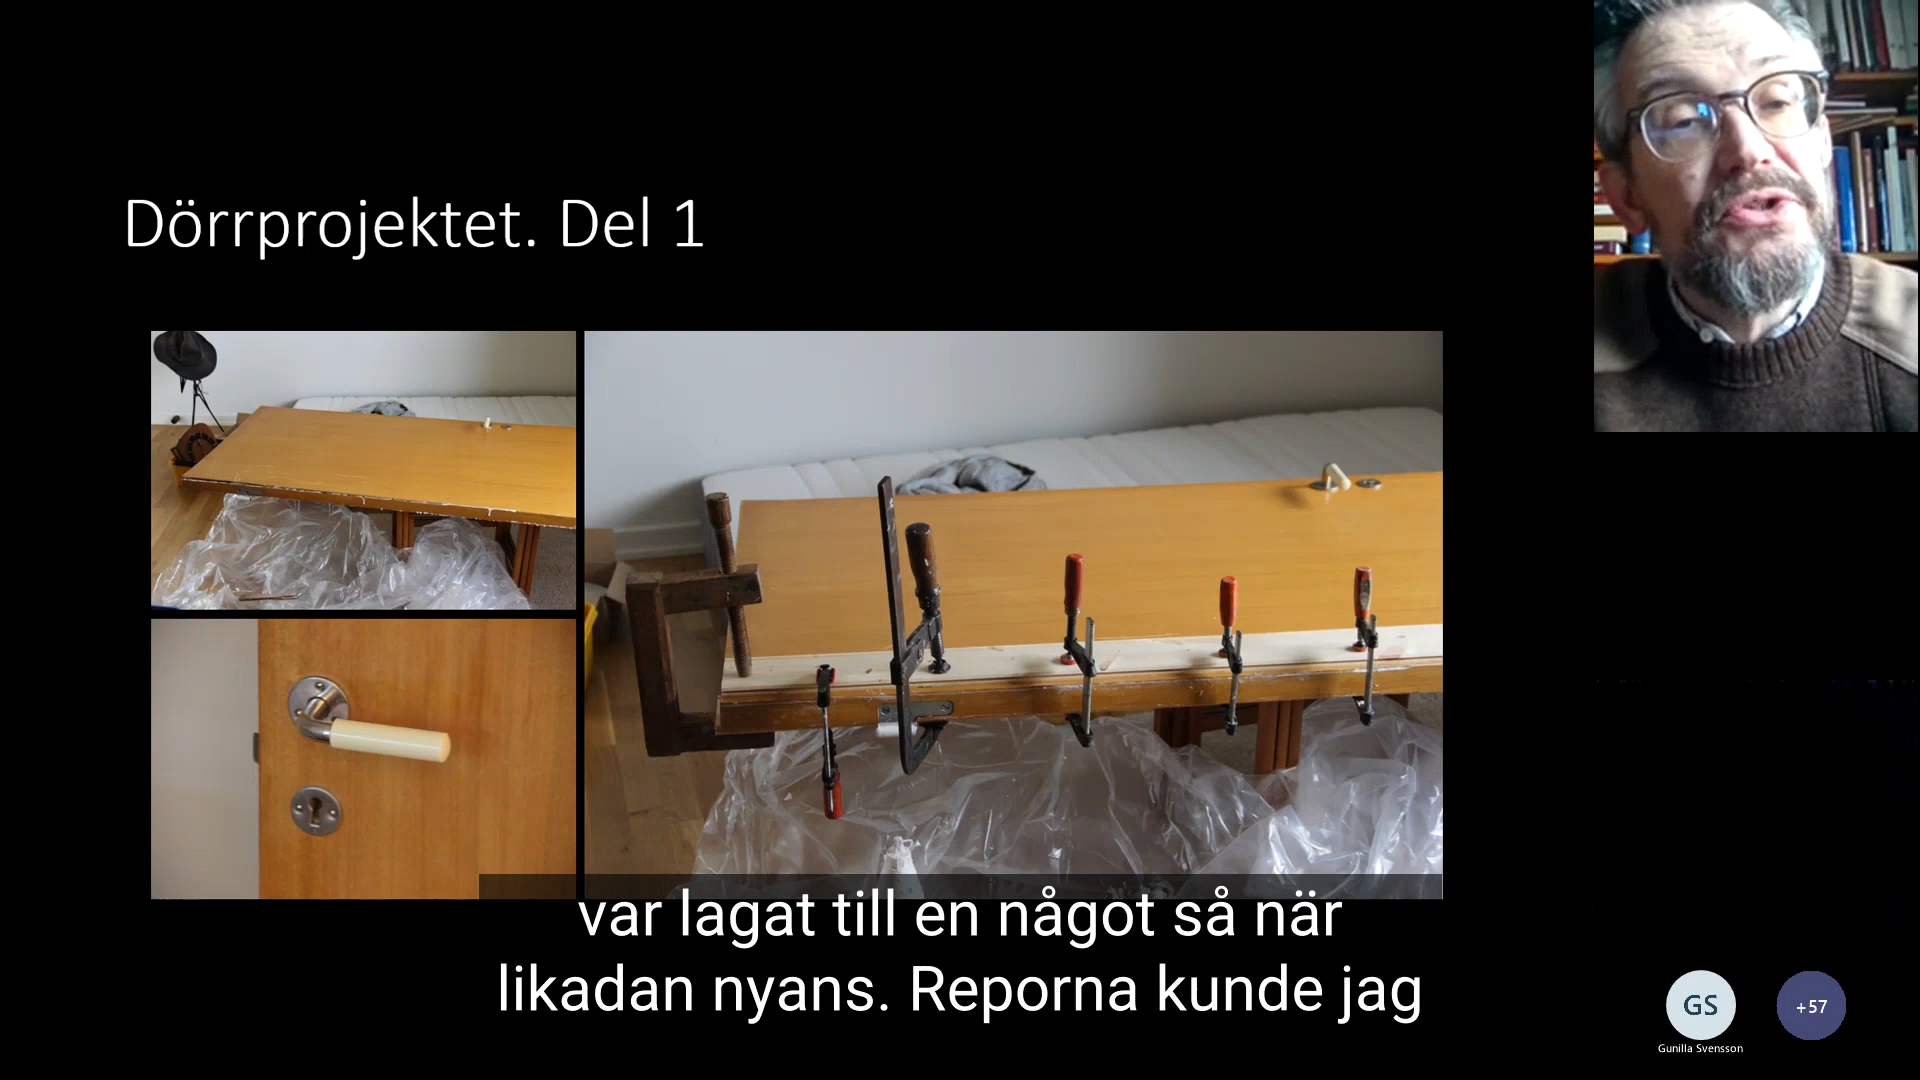 Dörrprojektet. Del 1
var lagat till en något så när
likadan nyans. Reporna kunde jag
GS
+57
Gunilla Svensson